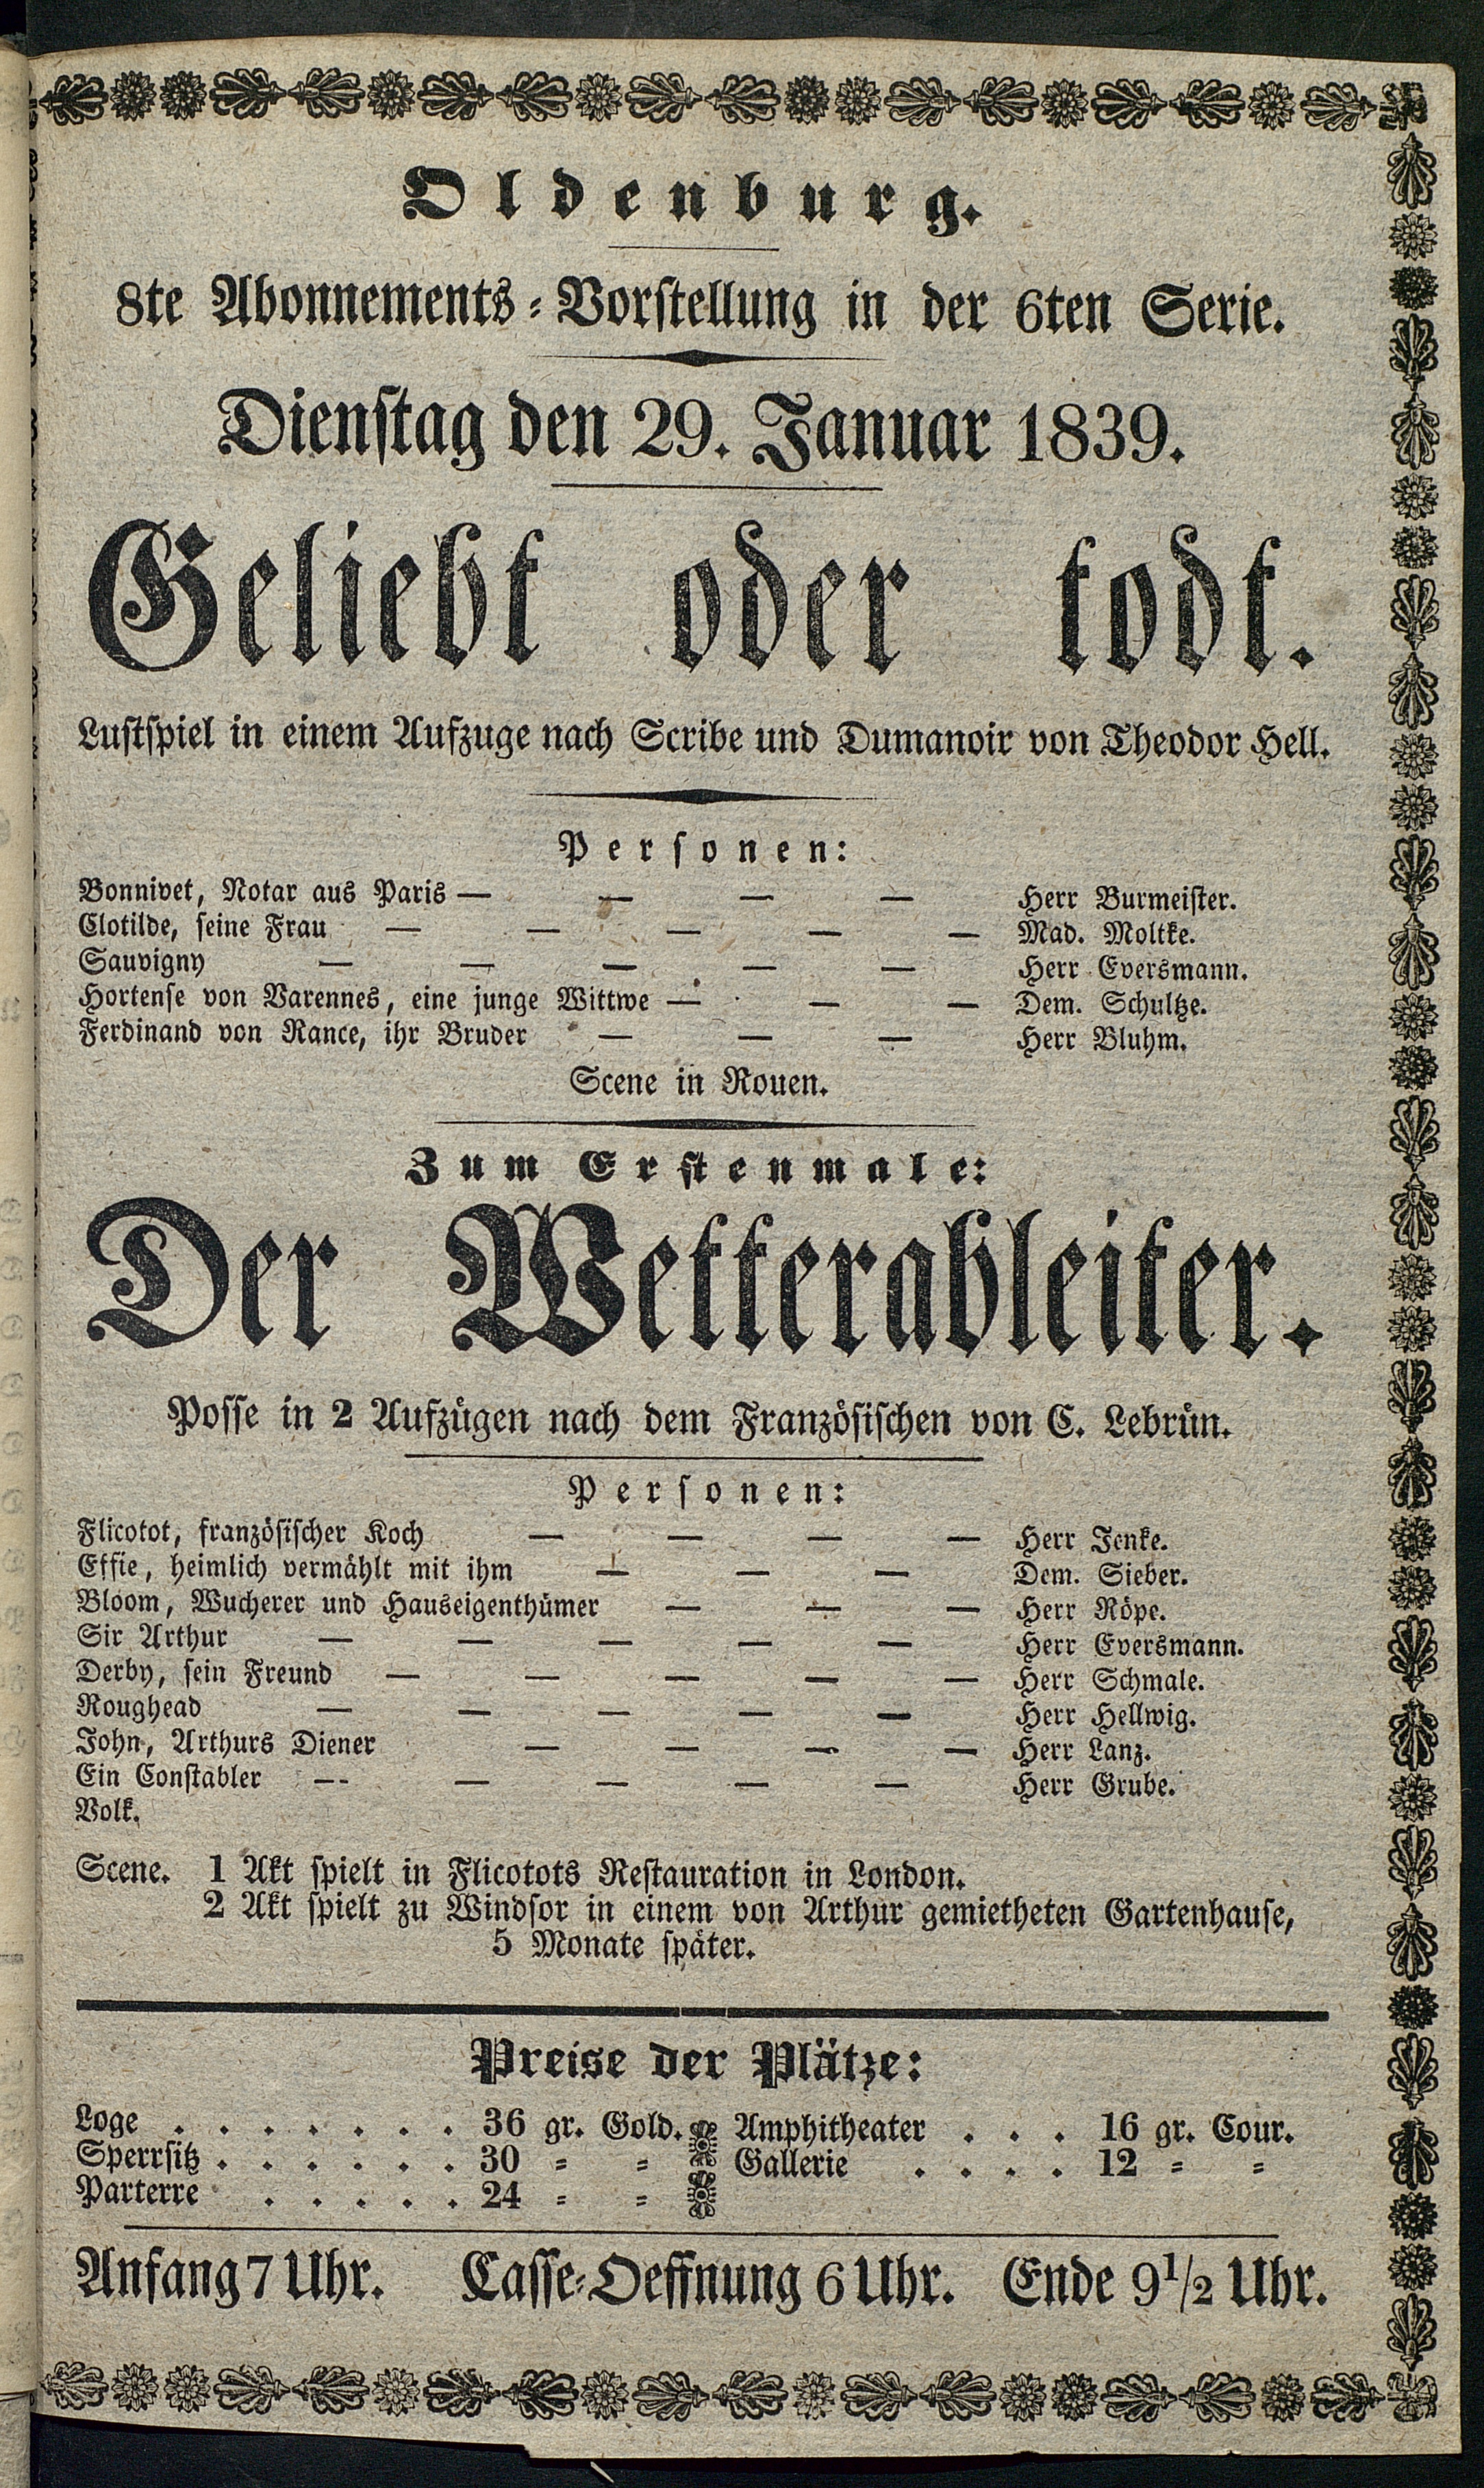 Oldenburg.
8te Abonnements-Vorstellung in der 6ten Serie.
Dienstag den 29. Januar 1839.
Geliebt oder todt.
Lustspiel in einem Aufzuge nach Scribe und Dumanoir von Theodor Hell.
Personen:
Bonnivet, Notar aus Paris — — — — Herr Burmeister.
Clotilde, seine Frau — — — — — Mad. Moltke.
Sauvigny — — — — — Herr Eversmann.
Hortense von Varennes, eine junge Wittwe — — — Dem. Schultze.
Ferdinand von Rance, ihr Bruder — — — Herr Bluhm.
Scene in Rouen.
Zum Erstenmale:
Der Wetterableiter.
Posse in 2 Aufzügen nach dem Französischen von C. Lebrün.
Personen:
Flicotot, französischer Koch — — — — Herr Jenke.
Effie, heimlich vermählt mit ihm — — — Dem. Sieber.
Bloom, Wucherer und Hauseigenthümer — — — Herr Röpe.
Sir Arthur — — — — — Herr Eversmann.
Derby, sein Freund — — — — — Herr Schmale.
Roughead — — — — — Herr Hellwig.
John, Arthurs Diener — — — — Herr Lanz.
Ein Constabler — — — — — Herr Grube.
Volk.
Scene. 1 Akt spielt in Flicotots Restauration in London.
2 Akt spielt zu Windsor in einem von Arthur gemietheten Gartenhause,
5 Monate später.
Preise der Plätze:
Loge . . . . . . . 36 gr. Gold. Amphitheater . . . 16 gr. Cour.
Sperrsitz . . . . . . 30 = = Gallerie . . . . 12 = =
Parterre . . . . . 24 = =
Anfang 7 Uhr. Casse-Oeffnung 6 Uhr. Ende 9 1/2 Uhr.